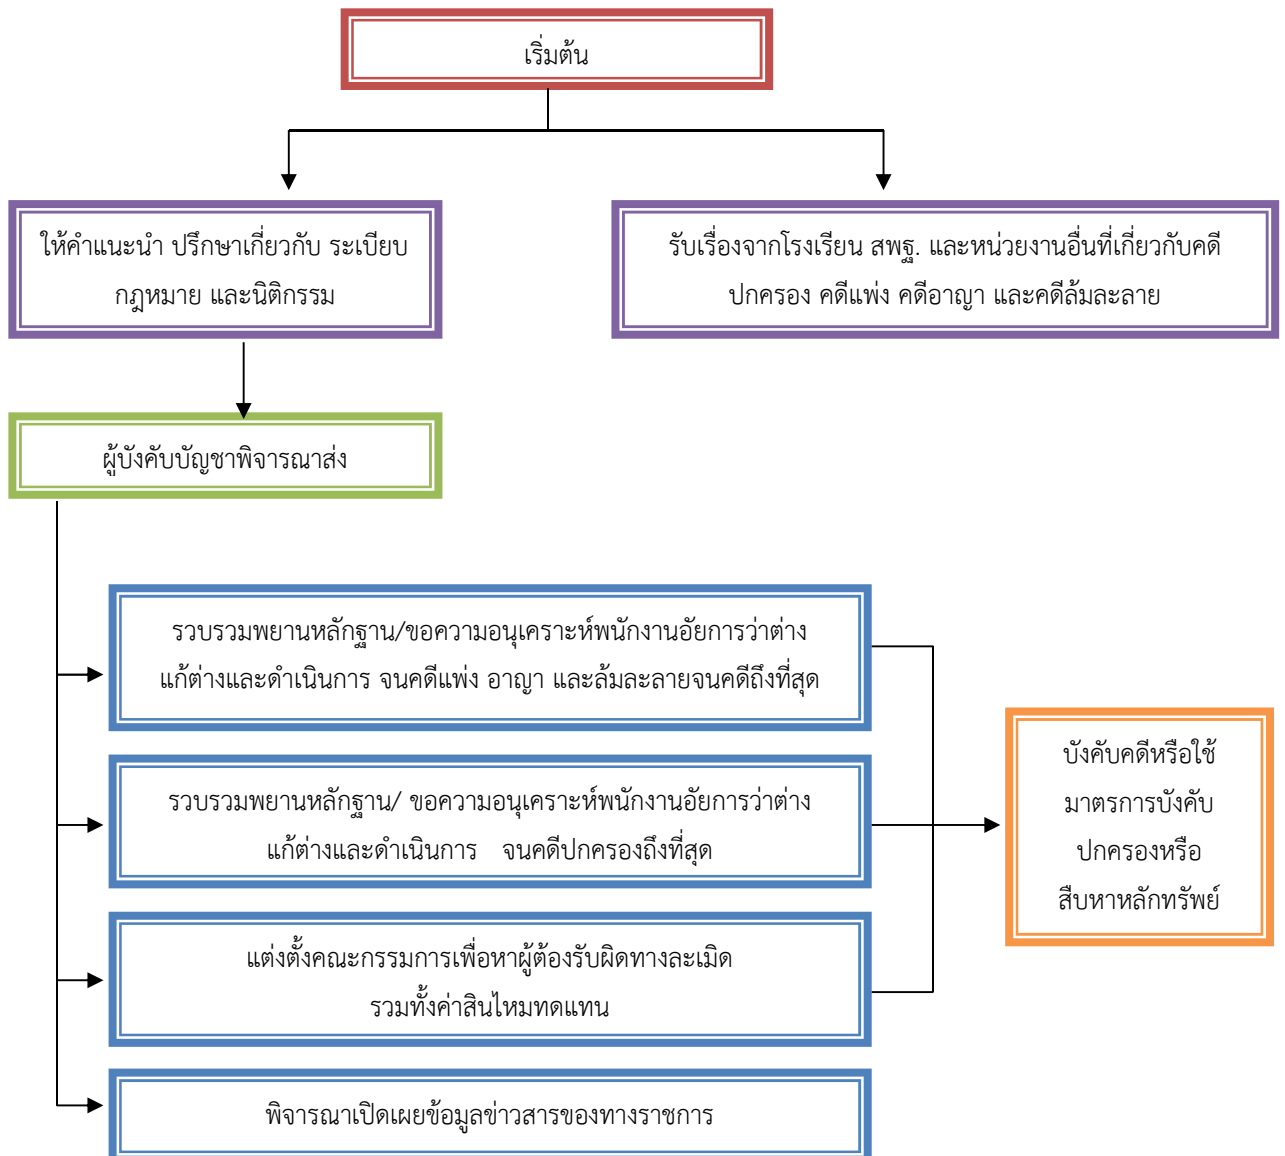 เริ่มต้น
ให้คำแนะนำ ปรึกษาเกี่ยวกับ ระเบียบ
กฎหมาย และนิติกรรม
รับเรื่องจากโรงเรียน สพฐ. และหน่วยงานอื่นที่เกี่ยวกับคดี
ปกครอง คดีแพ่ง คดีอาญา และคดีล้มละลาย
ผู้บังคับบัญชาพิจารณาส่ง
รวบรวมพยานหลักฐาน/ขอความอนุเคราะห์พนักงานอัยการว่าต่าง
แก้ต่างและดำเนินการ จนคดีแพ่ง อาญา และล้มละลายจนคดีถึงที่สุด
รวบรวมพยานหลักฐาน/ ขอความอนุเคราะห์พนักงานอัยการว่าต่าง
แก้ต่างและดำเนินการ จนคดีปกครองถึงที่สุด
แต่งตั้งคณะกรรมการเพื่อหาผู้ต้องรับผิดทางละเมิด
รวมทั้งค่าสินไหมทดแทน
พิจารณาเปิดเผยข้อมูลข่าวสารของทางราชการ
บังคับคดีหรือใช้
มาตรการบังคับ
ปกครองหรือ
สืบหาหลักทรัพย์